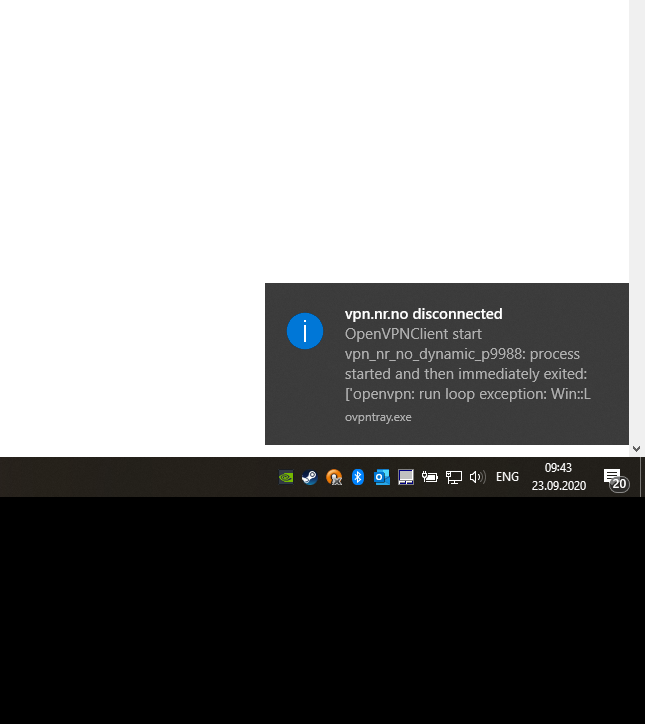 vpn.nr.no disconnected
OpenVPNClient start
vpn_nr_no_dynamic_p9988: process
started and then immediately exited:
['openvpn: run loop exception: Win::L
ovpntray.exe
ENG
09:43
23.09.2020
20